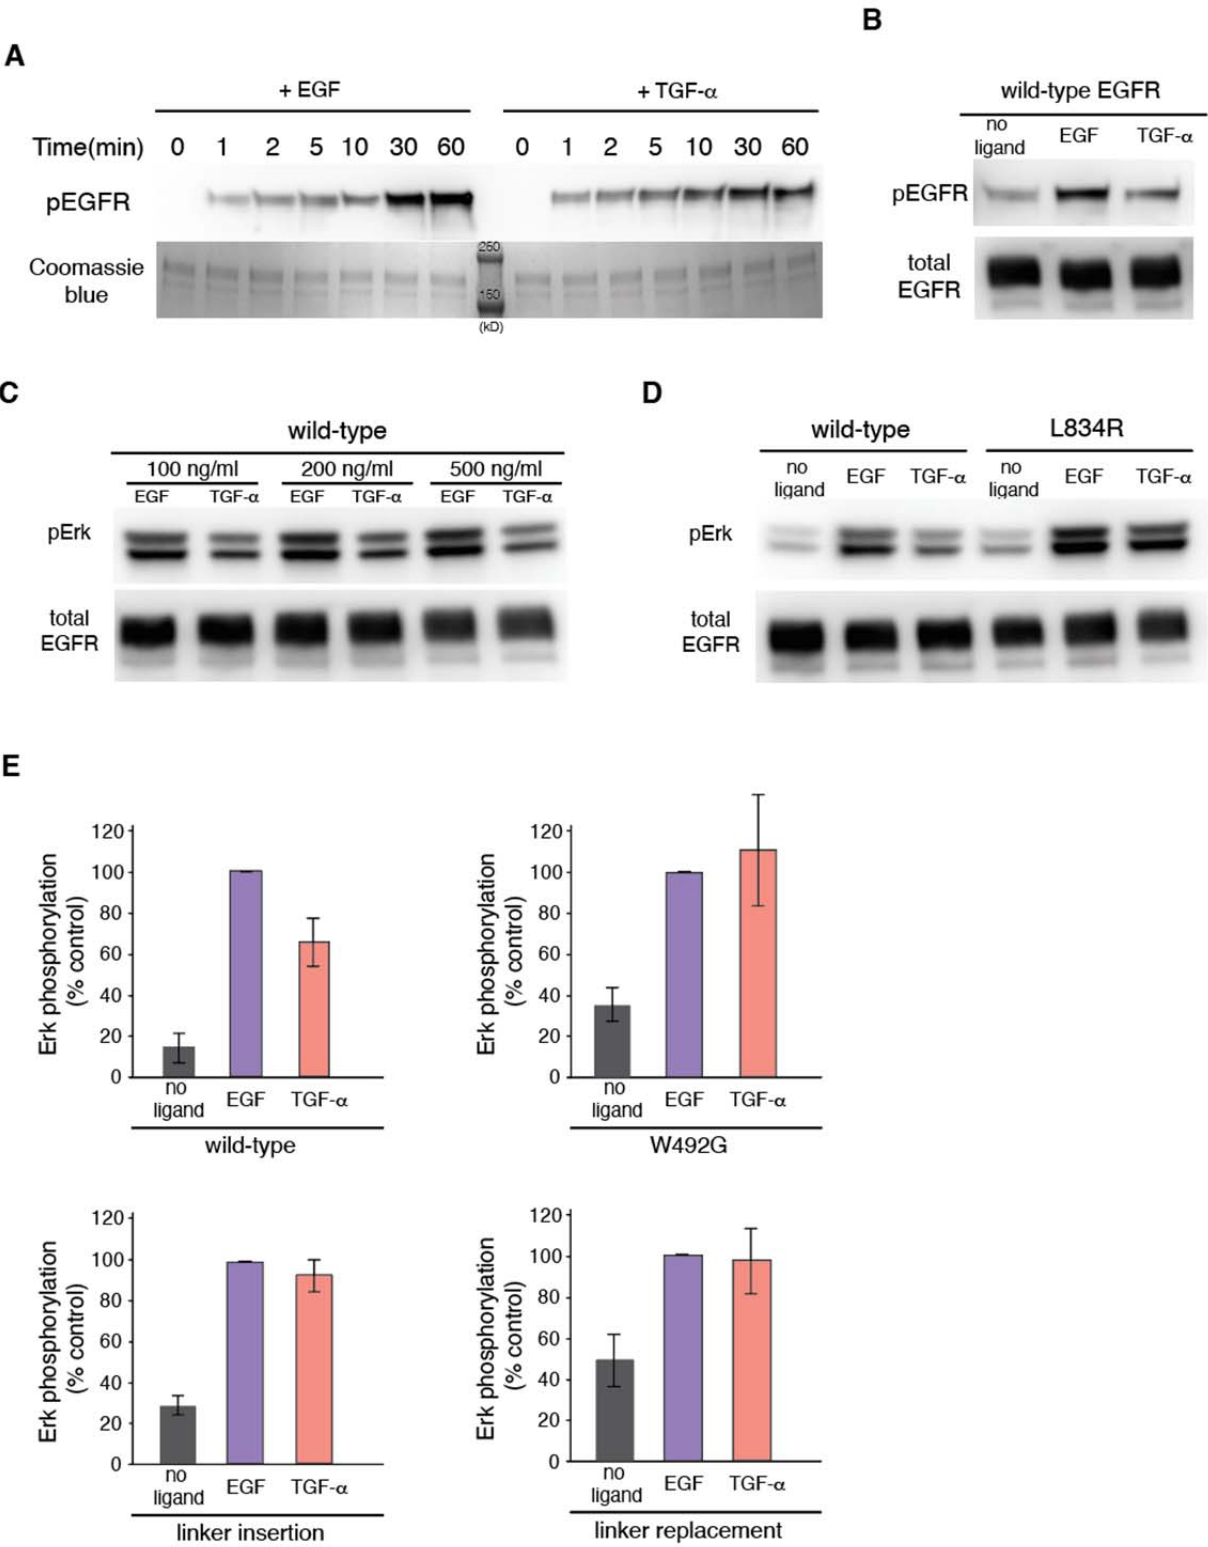 A
+ EGF
+ TGF-α
Time(min) 0 1 2 5 10 30 60 0 1 2 5 10 30 60
pEGFR
Coomassie
blue
250
150
(kD)
B
wild-type EGFR
no
ligand
EGF
TGF-α
pEGFR
total
EGFR
C
wild-type
100 ng/ml 200 ng/ml 500 ng/ml
EGF TGF-α EGF TGF-α EGF TGF-α
pErk
total
EGFR
D
wild-type L834R
no
ligand
EGF TGF-α
no
ligand
EGF TGF-α
pErk
total
EGFR
E
Erk phosphorylation
(% control)
120
100
80
60
40
20
0
no
ligand
EGF TGF-α
wild-type
Erk phosphorylation
(% control)
120
100
80
60
40
20
0
no
ligand
EGF TGF-α
W492G
Erk phosphorylation
(% control)
120
100
80
60
40
20
0
no
ligand
EGF TGF-α
linker insertion
Erk phosphorylation
(% control)
120
100
80
60
40
20
0
no
ligand
EGF TGF-α
linker replacement